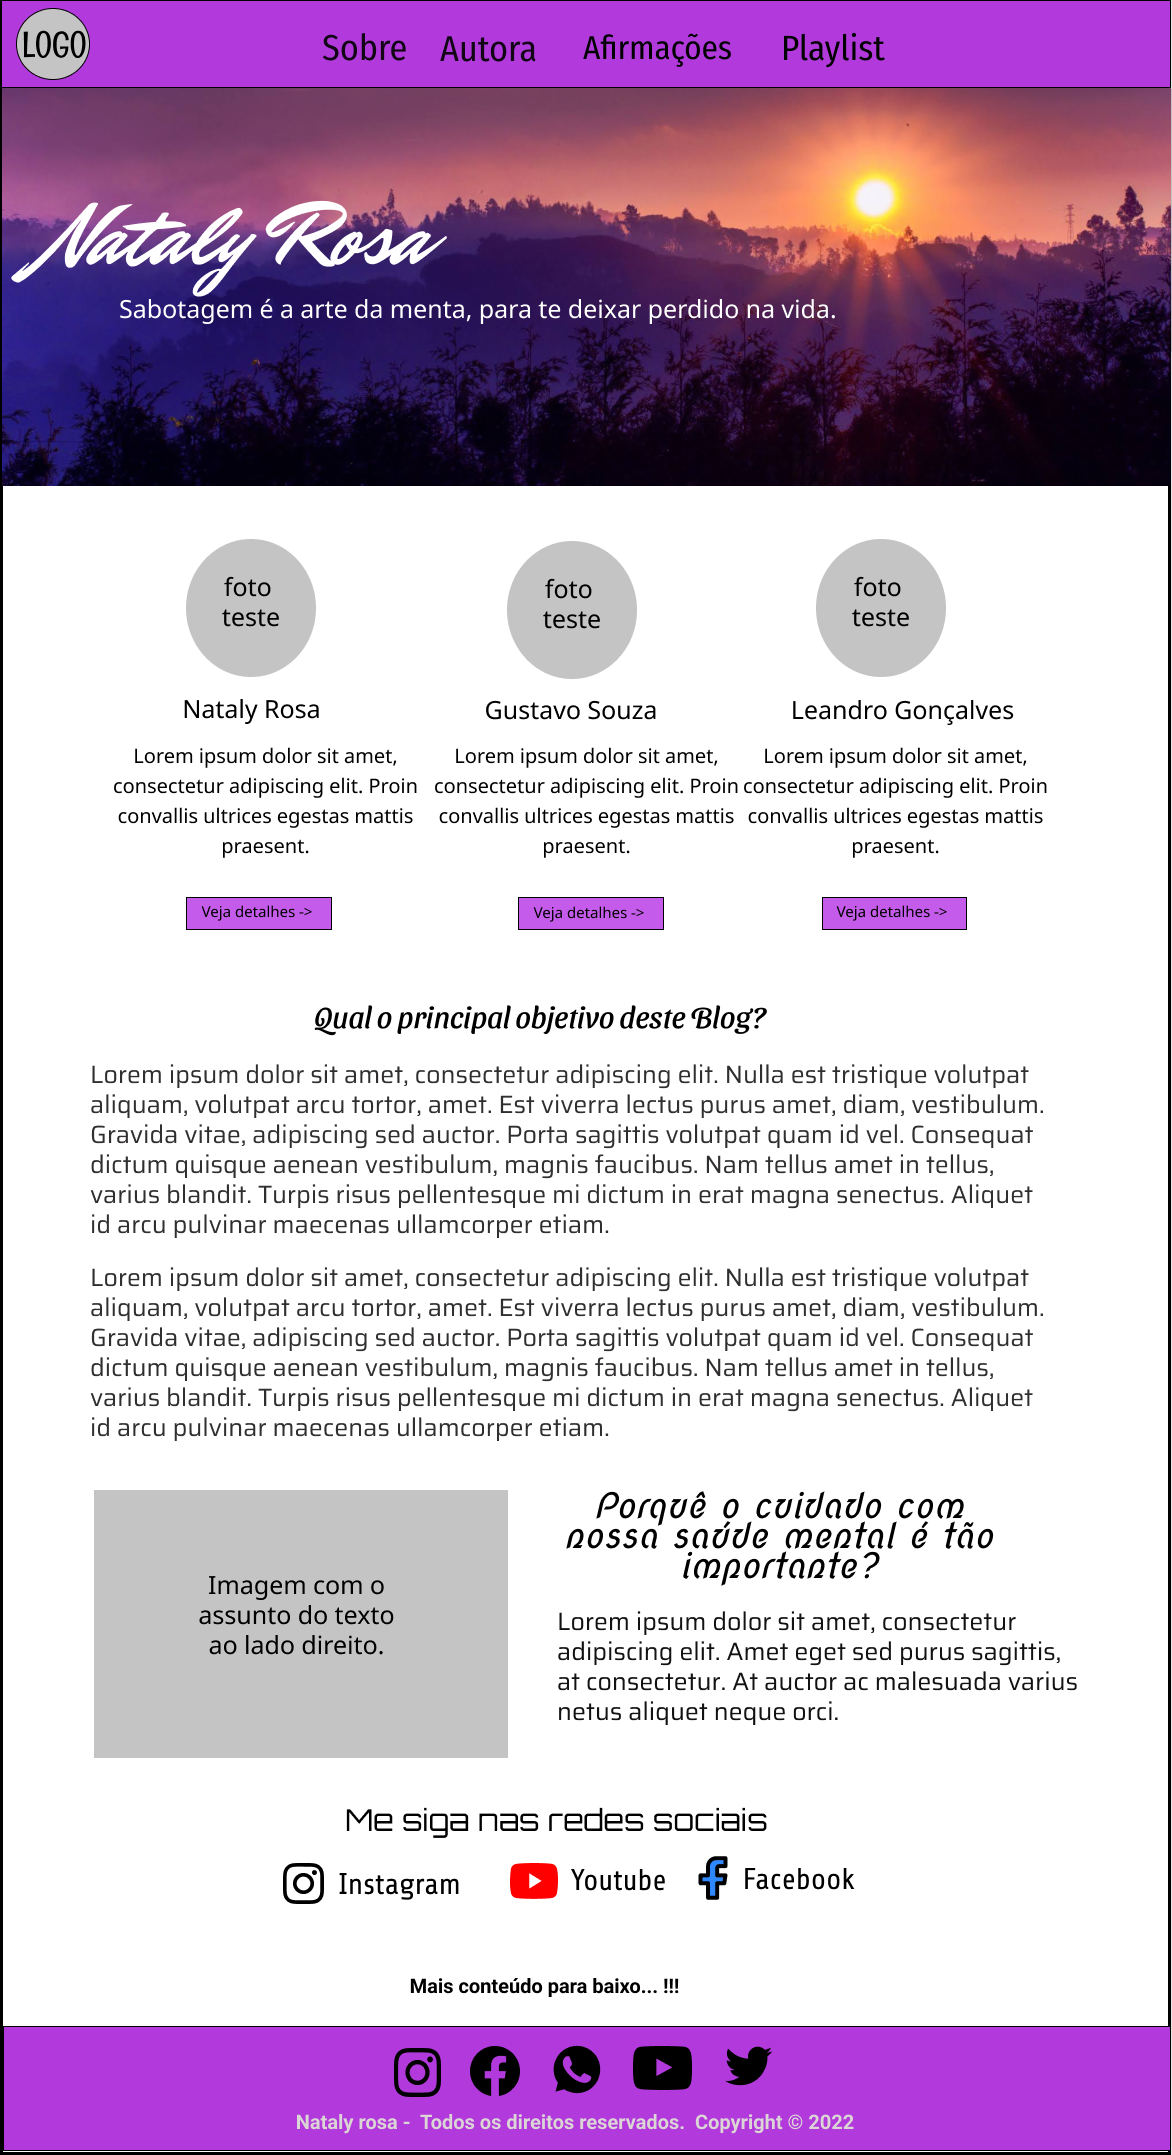 LOGO
Sobre
Autora
Afirmações
Playlist
Nataly Rosa
Sabotagem é a arte da menta, para te deixar perdido na vida.
foto
teste
Nataly Rosa
Lorem ipsum dolor sit amet,
consectetur adipiscing elit. Proin
convallis ultrices egestas mattis
praesent.
Veja detalhes ->
foto
teste
Gustavo Souza
Lorem ipsum dolor sit amet,
consectetur adipiscing elit. Proin
convallis ultrices egestas mattis
praesent.
Veja detalhes ->
foto
teste
Leandro Gonçalves
Lorem ipsum dolor sit amet,
consectetur adipiscing elit. Proin
convallis ultrices egestas mattis
praesent.
Veja detalhes ->
Qual o principal objetivo deste Blog?
Lorem ipsum dolor sit amet, consectetur adipiscing elit. Nulla est tristique volutpat
aliquam, volutpat arcu tortor, amet. Est viverra lectus purus amet, diam, vestibulum.
Gravida vitae, adipiscing sed auctor. Porta sagittis volutpat quam id vel. Consequat
dictum quisque aenean vestibulum, magnis faucibus. Nam tellus amet in tellus,
varius blandit. Turpis risus pellentesque mi dictum in erat magna senectus. Aliquet
id arcu pulvinar maecenas ullamcorper etiam.
Lorem ipsum dolor sit amet, consectetur adipiscing elit. Nulla est tristique volutpat
aliquam, volutpat arcu tortor, amet. Est viverra lectus purus amet, diam, vestibulum.
Gravida vitae, adipiscing sed auctor. Porta sagittis volutpat quam id vel. Consequat
dictum quisque aenean vestibulum, magnis faucibus. Nam tellus amet in tellus,
varius blandit. Turpis risus pellentesque mi dictum in erat magna senectus. Aliquet
id arcu pulvinar maecenas ullamcorper etiam.
Imagem com o
assunto do texto
ao lado direito.
Porquê o cuidado com
nossa saúde mental é tão
importante?
Lorem ipsum dolor sit amet, consectetur
adipiscing elit. Amet eget sed purus sagittis,
at consectetur. At auctor ac malesuada varius
netus aliquet neque orci.
Me siga nas redes sociais
Instagram
Youtube
Facebook
Mais conteúdo para baixo... !!!
Nataly rosa -  Todos os direitos reservados.  Copyright © 2022